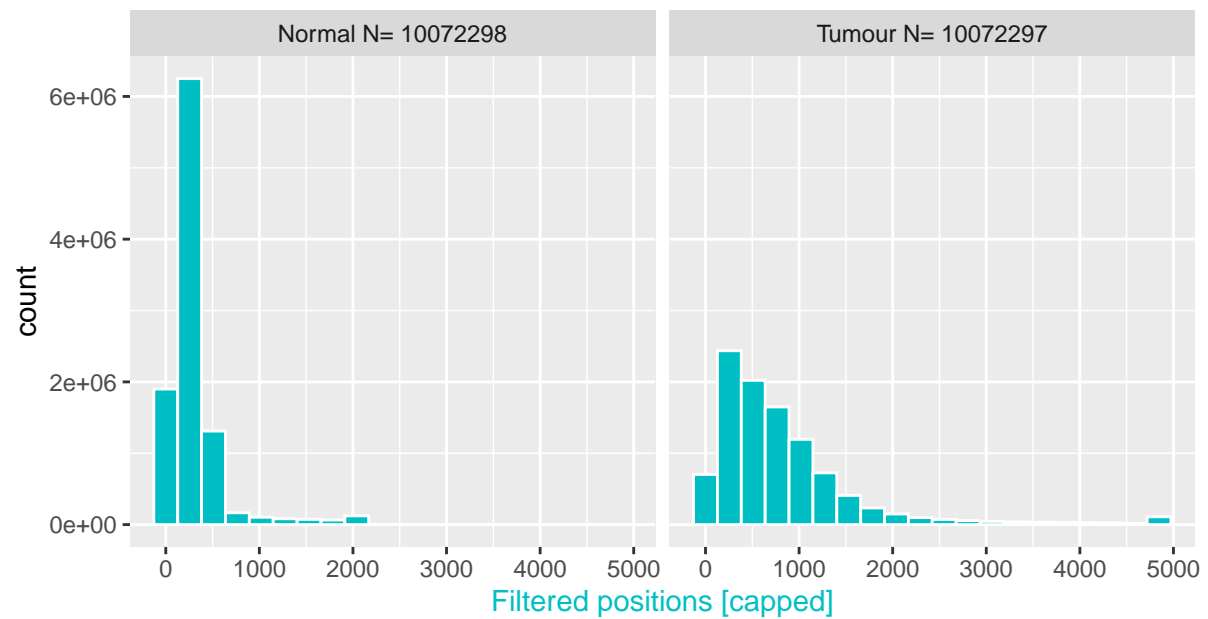 Normal N= 10072298
Tumour N= 10072297
6e+06
4e+06
2e+06
0e+00
count
0 1000 2000 3000 4000 5000
0 1000 2000 3000 4000 5000
Filtered positions [capped]